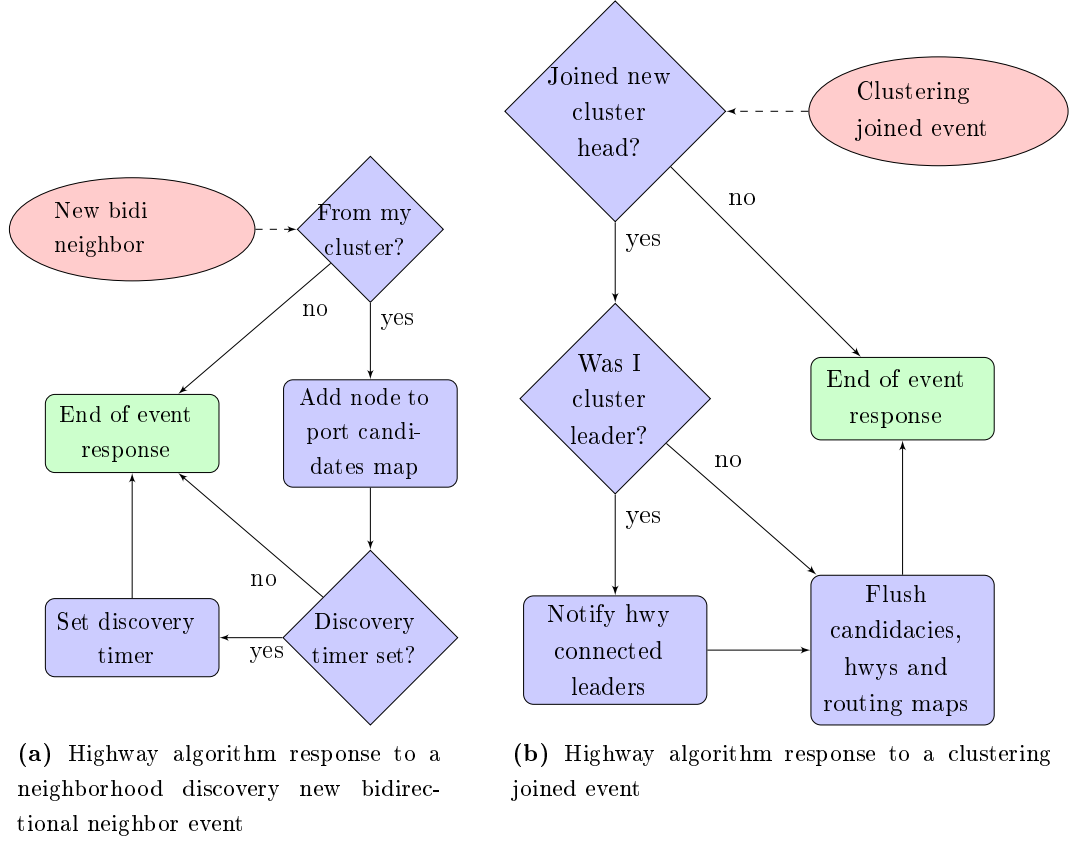 New bidi
neighbor
From my
cluster?
no
yes
End of event
response
Add node to
port candi-
dates map
no
Set discovery
timer
yes
Discovery
timer set?
(a) Highway algorithm response to a
neighborhood discovery new bidirec-
tional neighbor event
Joined new
cluster
head?
Clustering
joined event
no
yes
Was I
cluster
leader?
End of event
response
no
yes
Notify hwy
connected
leaders
Flush
candidacies,
hwys and
routing maps
(b) Highway algorithm response to a clustering
joined event